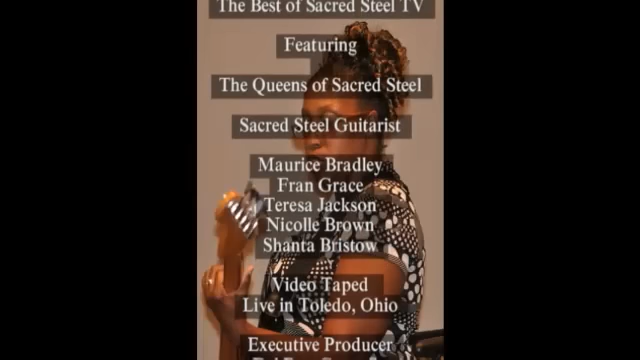 The Best of Sacred Steel TV
Featuring
The Queens of Sacred Steel
Sacred Steel Guitarist
Maurice Bradley
Fran Grace
Teresa Jackson
Nicolle Brown
Shanta Bristow
Video Taped
Live in Toledo, Ohio
Executive Producer